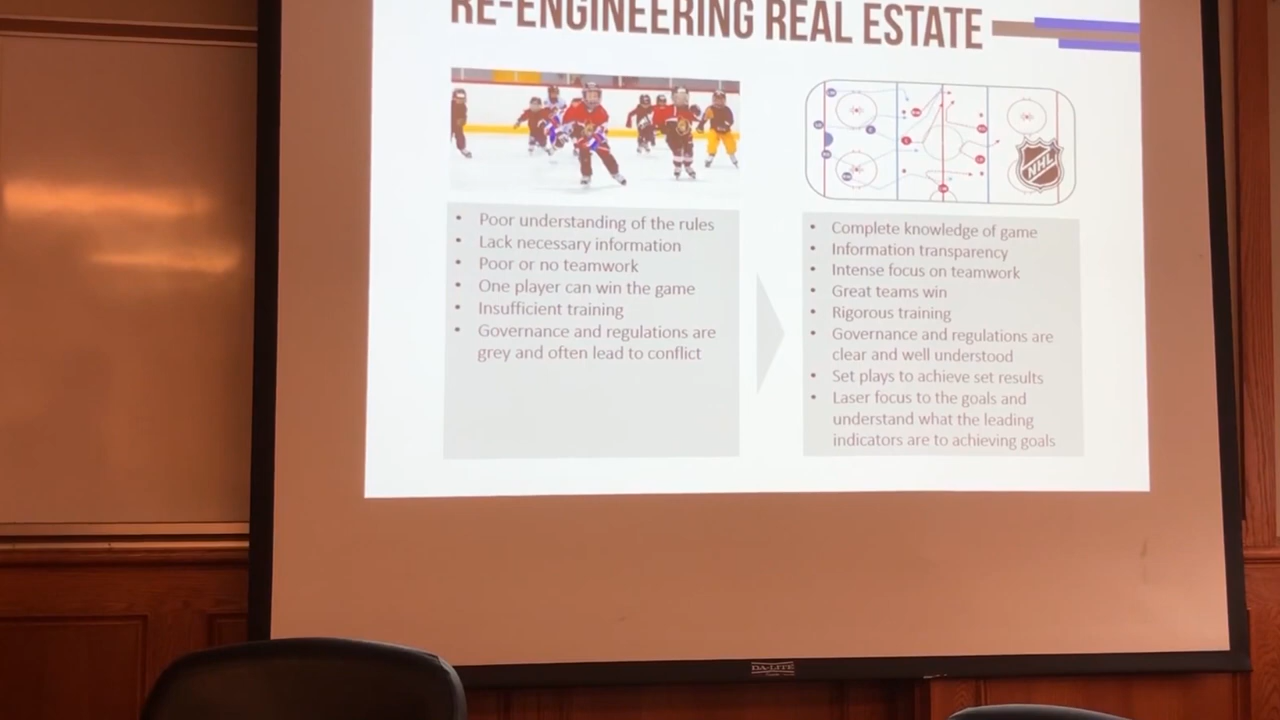 RE-ENGINEERING REAL ESTATE
NHL
• Poor understanding of the rules
• Lack necessary information
• Poor or no teamwork
• One player can win the game
• Insufficient training
• Governance and regulations are
grey and often lead to conflict
• Complete knowledge of game
• Information transparency
• Intense focus on teamwork
• Great teams win
• Rigorous training
• Governance and regulations are
clear and well understood
• Set plays to achieve set results
• Laser focus to the goals and
understand what the leading
indicators are to achieving goals
DA-LITE